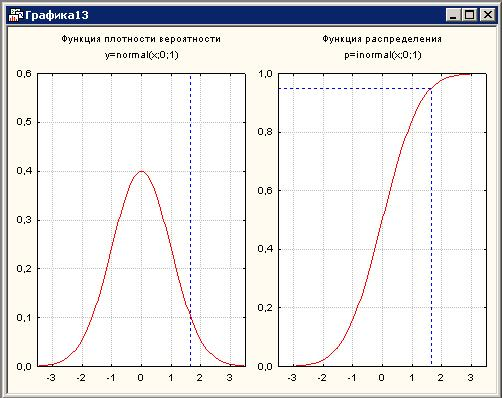 Графика13
Функция плотности вероятности
y=normal(x;0;1)
0,6
0,5
0,4
0,3
0,2
0,1
0,0
-3 -2 -1 0 1 2 3
Функция распределения
p=inormal(x;0;1)
1,0
0,8
0,6
0,4
0,2
0,0
-3 -2 -1 0 1 2 3